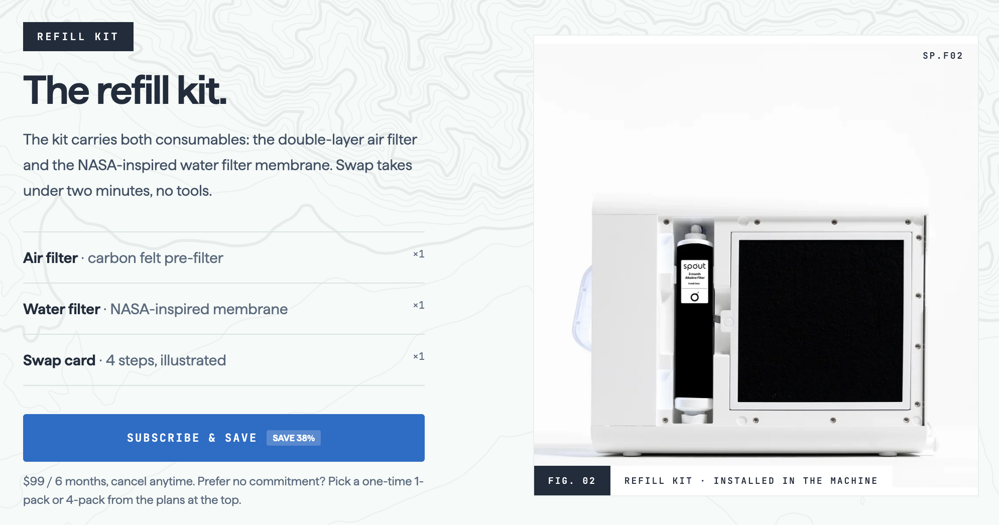 REFILL KIT
The refill kit.
The kit carries both consumables: the double-layer air filter
and the NASA-inspired water filter membrane. Swap takes
under two minutes, no tools.
Air filter · carbon felt pre-filter ×1
Water filter · NASA-inspired membrane ×1
Swap card · 4 steps, illustrated ×1
SUBSCRIBE & SAVE SAVE 38%
$99 / 6 months, cancel anytime. Prefer no commitment? Pick a one-time 1-
pack or 4-pack from the plans at the top.
SP.F02
spout
3 month
Alkaline Filter
Install Date
FIG. 02 REFILL KIT · INSTALLED IN THE MACHINE